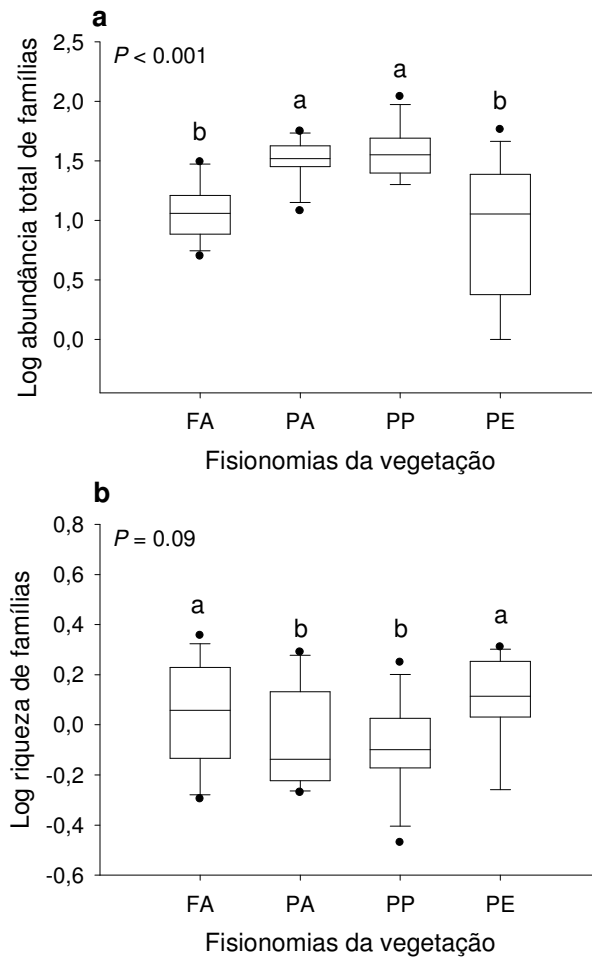 a
2,5
P < 0.001
2,0
1,5
1,0
0,5
0,0
b
a
a
b
Log abundância total de famílias
FA PA PP PE
Fisionomias da vegetação
b
0,8
P = 0.09
0,6
0,4
0,2
0,0
-0,2
-0,4
-0,6
a
b
b
a
Log riqueza de famílias
FA PA PP PE
Fisionomias da vegetação